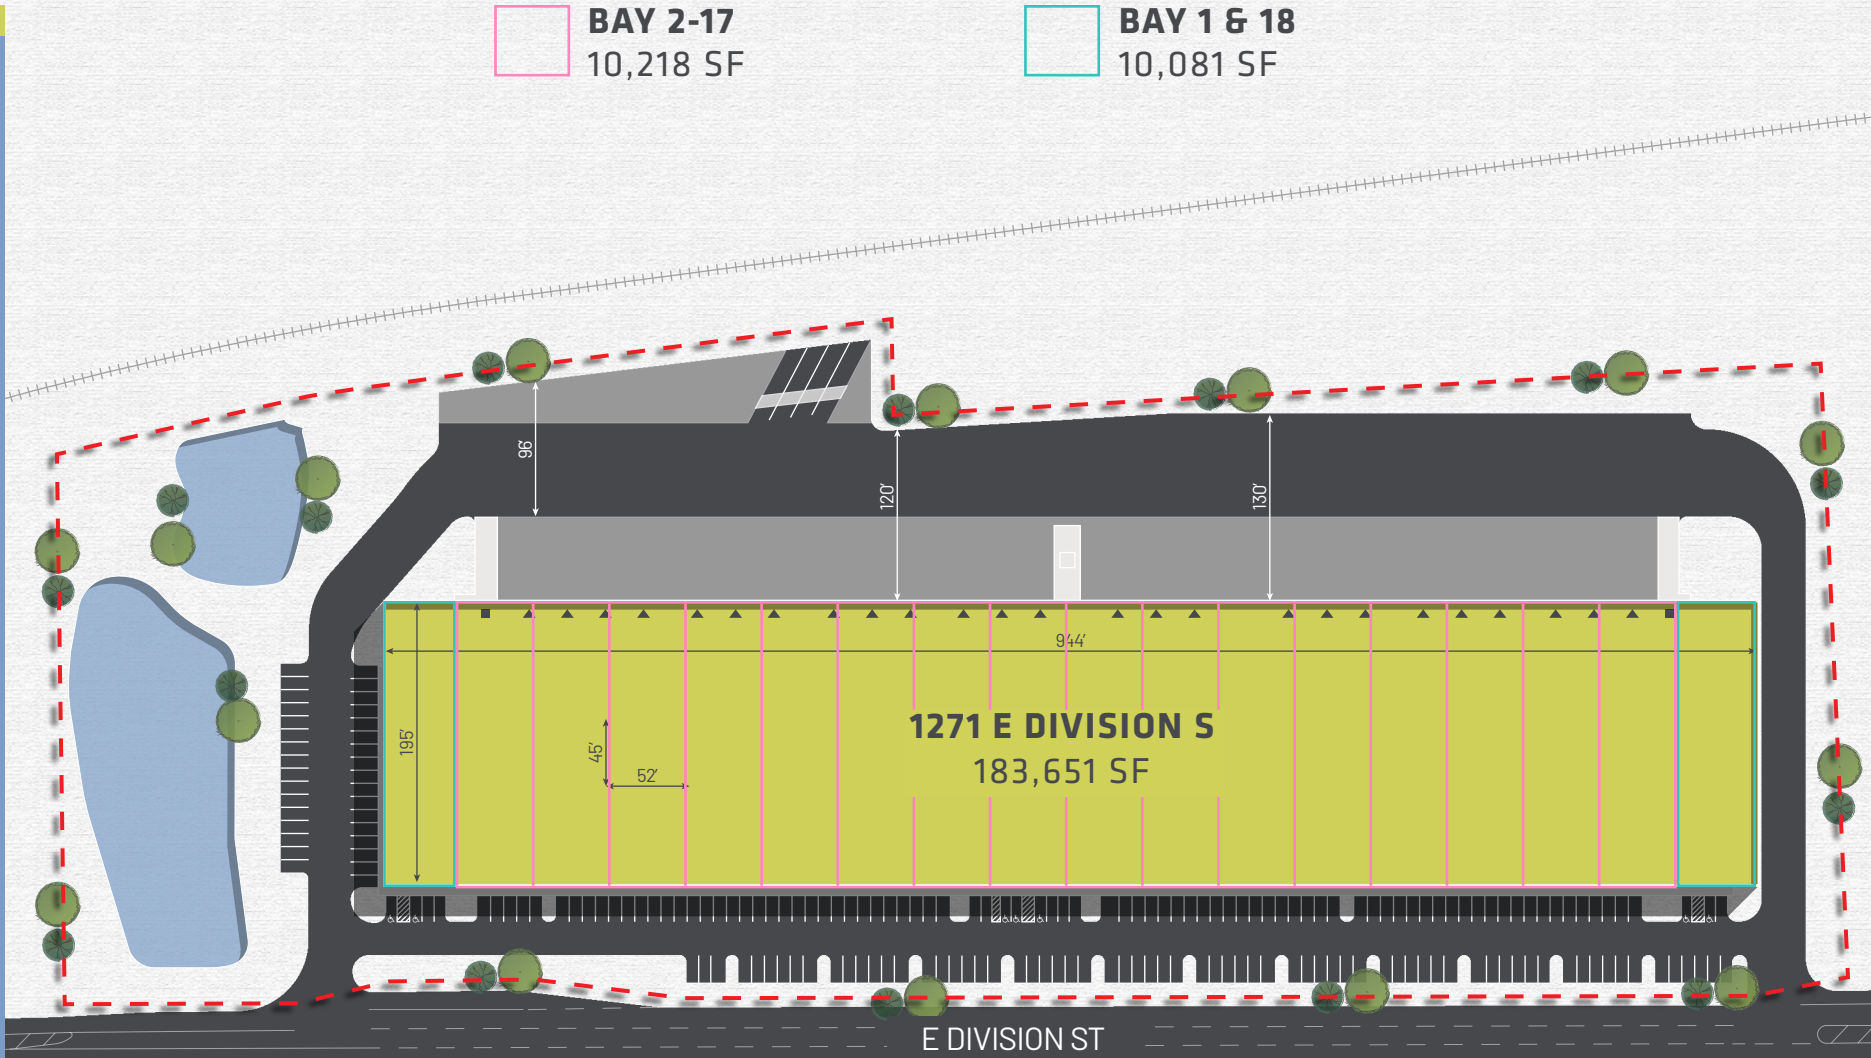 BAY 2-17
10,218 SF
BAY 1 & 18
10,081 SF
96'
120'
130'
944'
195'
45'
52'
1271 E DIVISION S
183,651 SF
E DIVISION ST